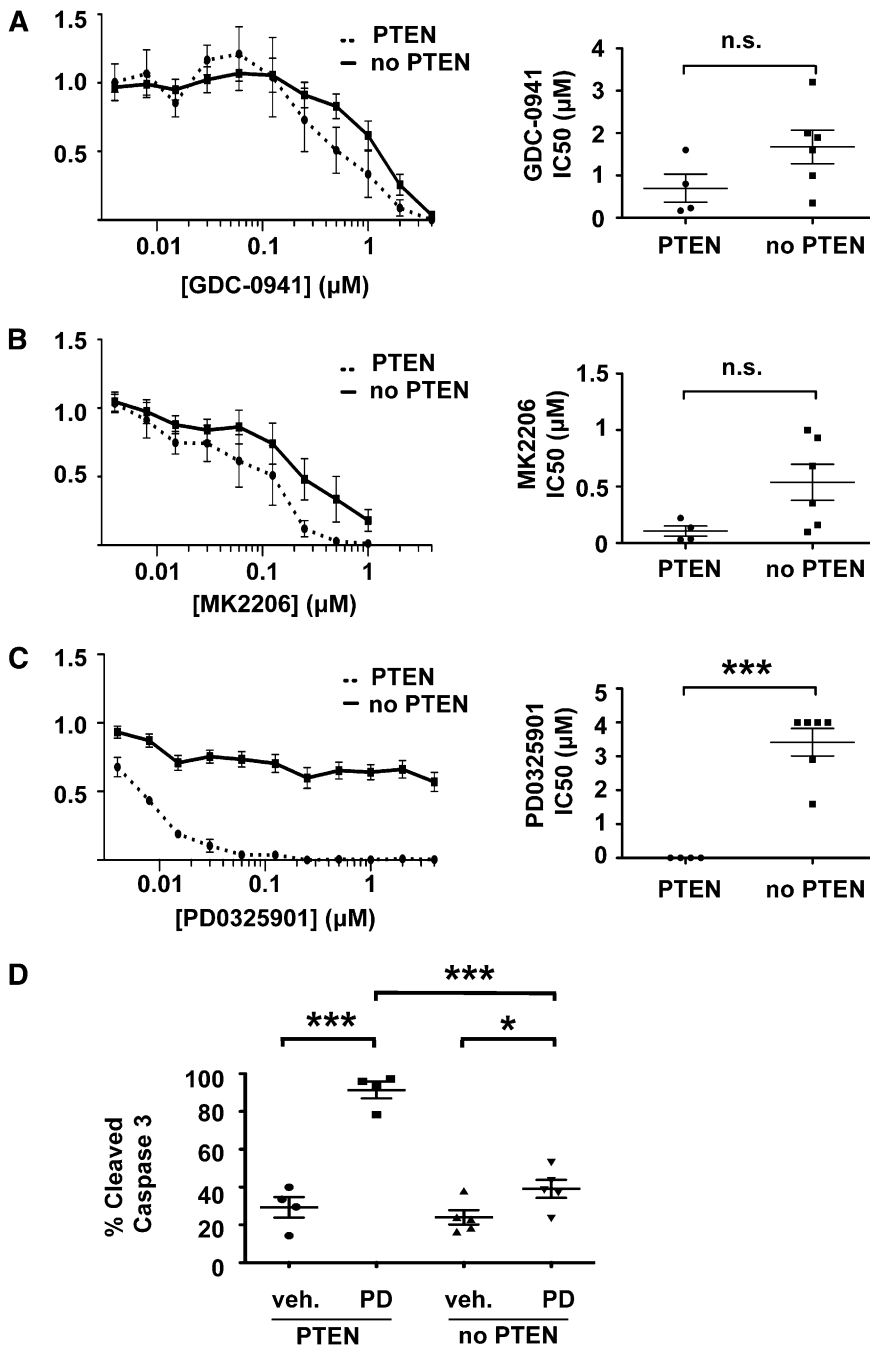 A
1.5
1.0
0.5
PTEN
no PTEN
0.01 0.1 1
[GDC-0941] (µM)
GDC-0941
IC50 (µM)
4
3
2
1
0
n.s.
PTEN no PTEN
B
1.5
1.0
0.5
PTEN
no PTEN
0.01 0.1 1
[MK2206] (µM)
MK2206
IC50 (µM)
1.5
1
0.5
0
n.s.
PTEN no PTEN
C
1.5
1.0
0.5
PTEN
no PTEN
0.01 0.1 1
[PD0325901] (µM)
PD0325901
IC50 (µM)
5
4
3
2
1
0
***
PTEN no PTEN
D
***
*** *
% Cleaved
Caspase 3
100
80
60
40
20
0
veh. PD veh. PD
PTEN no PTEN